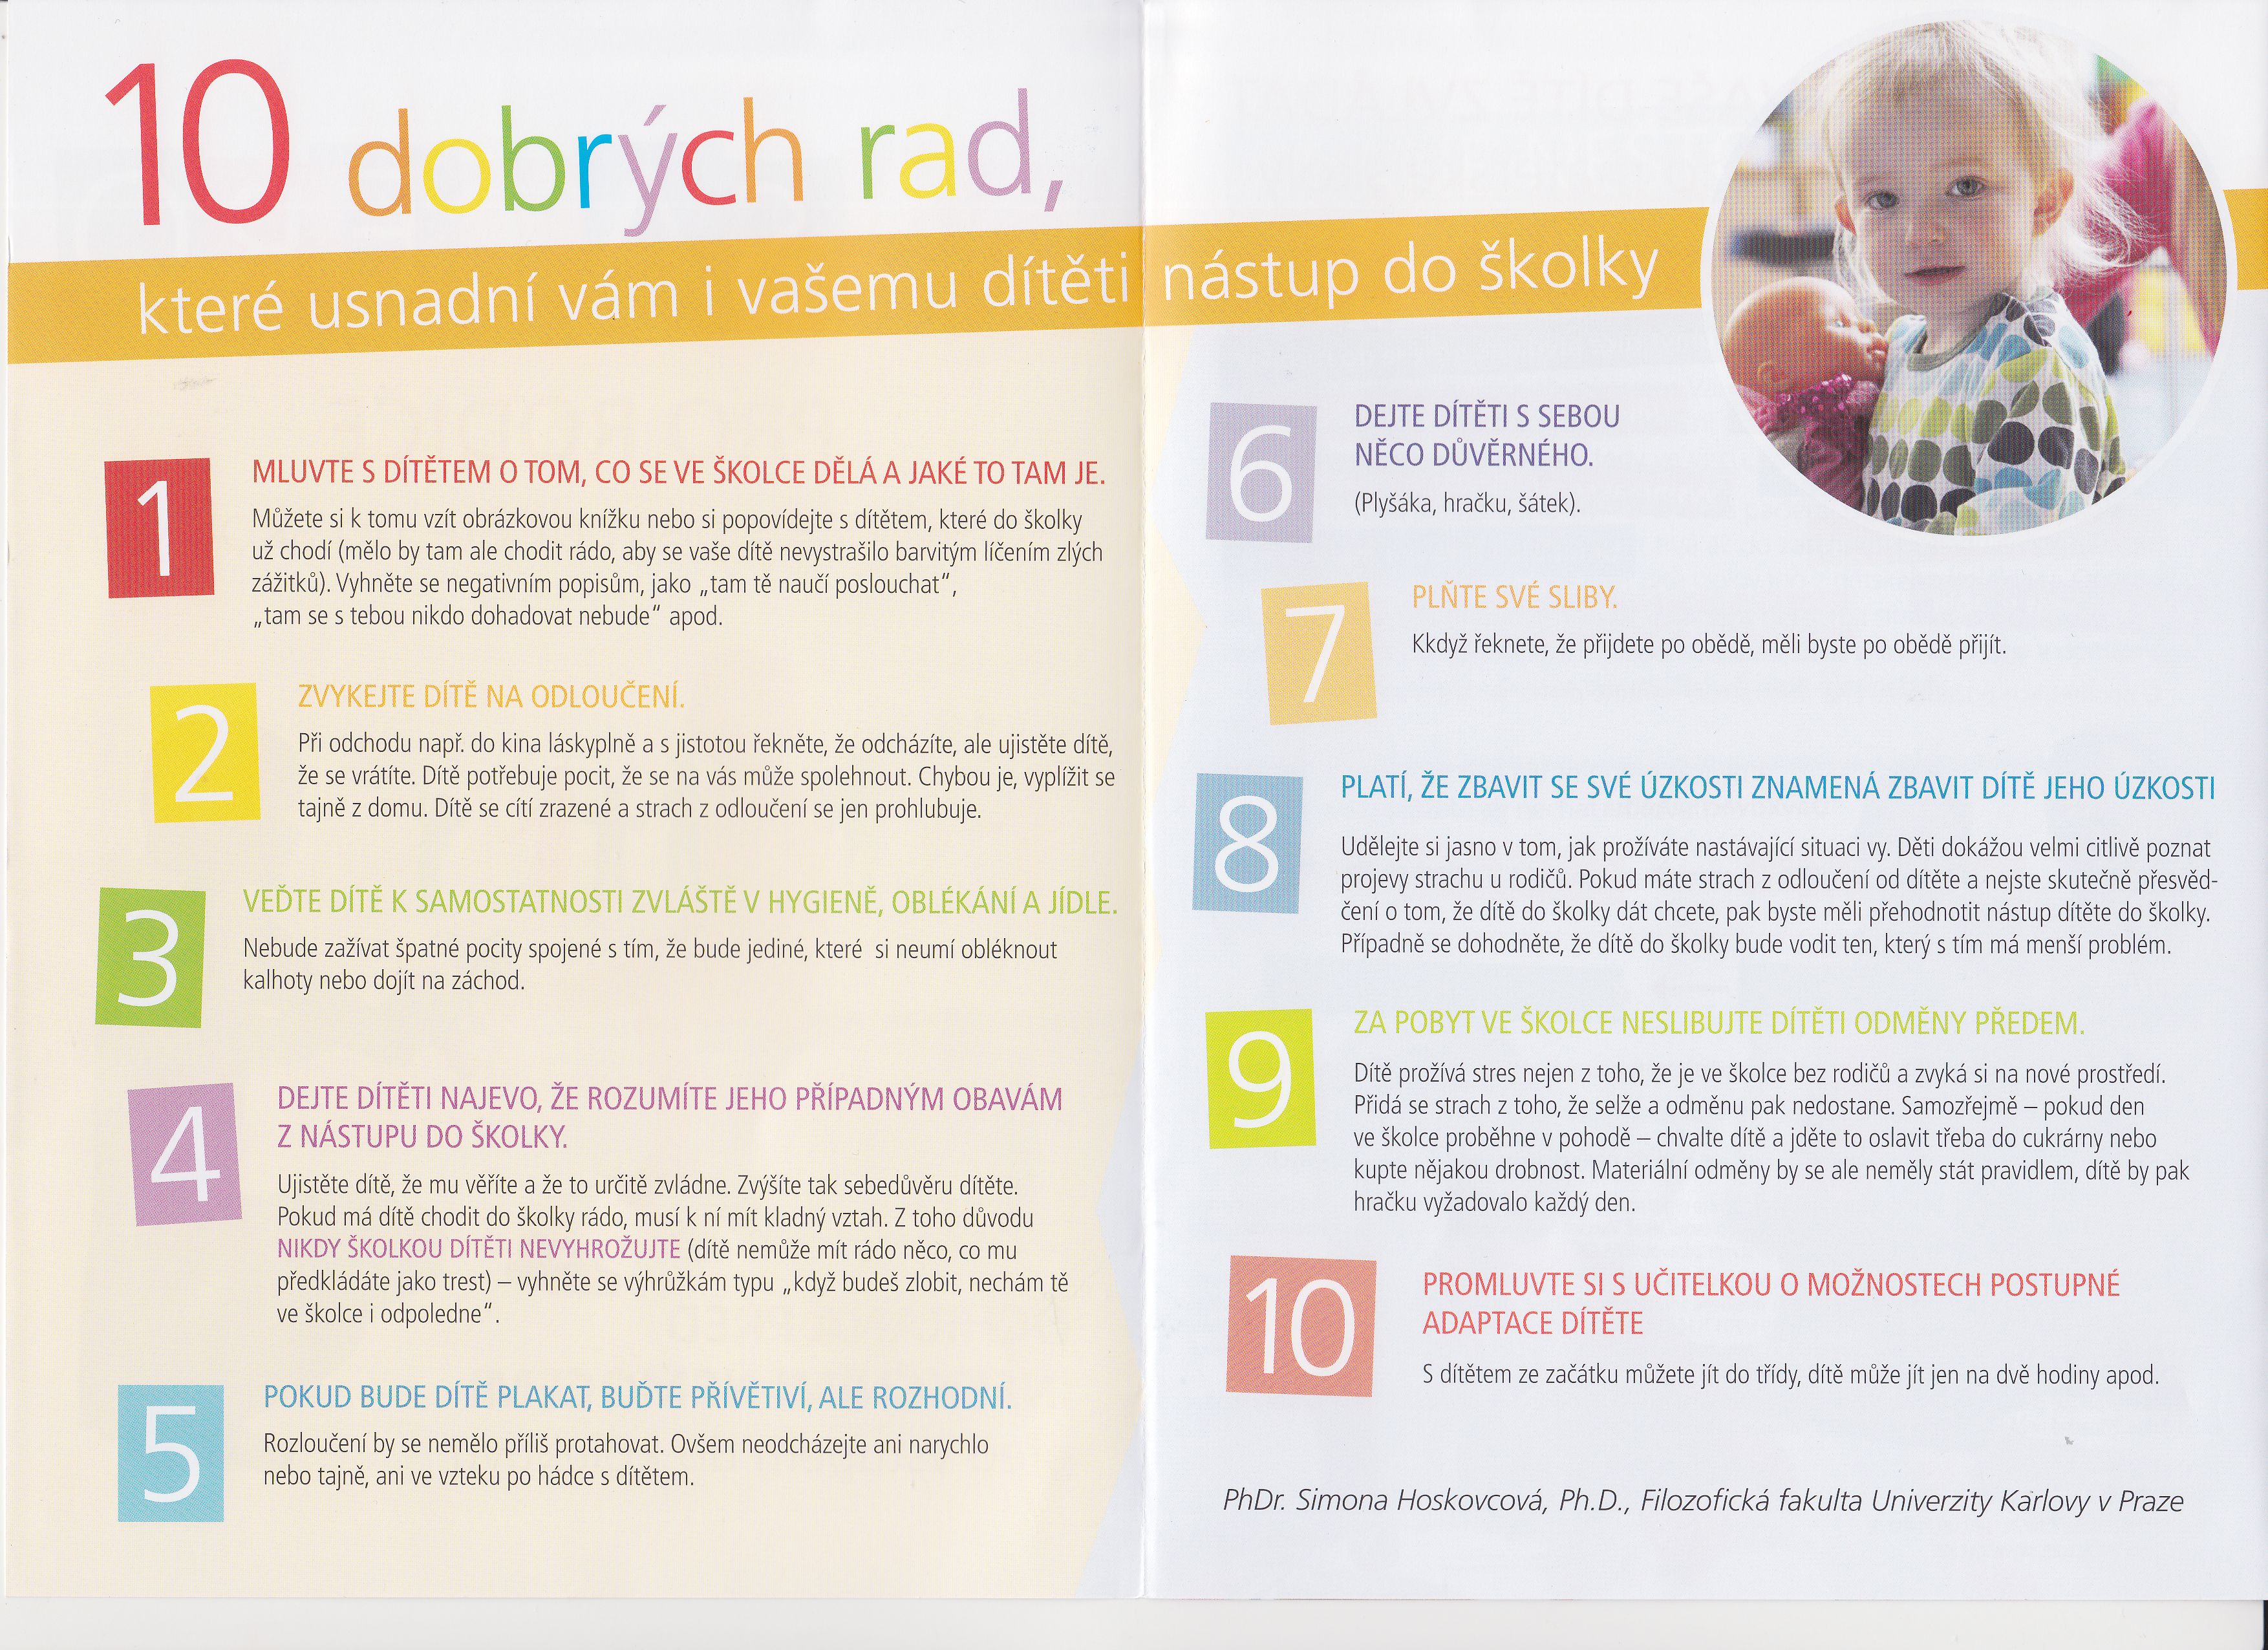 10 dobrých rad,
které usnadní vám i vašemu dítěti nástup do školky
1
MLUVTE S DÍTĚTEM O TOM, CO SE VE ŠKOLCE DĚLÁ A JAKÉ TO TAM JE.
Můžete si k tomu vzít obrázkovou knížku nebo si popovídejte s dítětem, které do školky
už chodí (mělo by tam ale chodit rádo, aby se vaše dítě nevystrašilo barvitým líčením zlých
zážitků). Vyhněte se negativním popisům, jako „tam tě naučí poslouchat“,
„tam se s tebou nikdo dohadovat nebude“ apod.
2
ZVYKEJTE DÍTĚ NA ODLOUČENÍ.
Při odchodu např. do kina láskyplně a s jistotou řekněte, že odcházíte, ale ujistěte dítě,
že se vrátíte. Dítě potřebuje pocit, že se na vás může spolehnout. Chybou je, vyplížit se
tajně z domu. Dítě se cítí zrazené a strach z odloučení se jen prohlubuje.
3
VEĎTE DÍTĚ K SAMOSTATNOSTI ZVLÁŠTĚ V HYGIENĚ, OBLÉKÁNÍ A JÍDLE.
Nebude zažívat špatné pocity spojené s tím, že bude jediné, které si neumí obléknout
kalhoty nebo dojít na záchod.
4
DEJTE DÍTĚTI NAJEVO, ŽE ROZUMÍTE JEHO PŘÍPADNÝM OBAVÁM
Z NÁSTUPU DO ŠKOLKY.
Ujistěte dítě, že mu věříte a že to určitě zvládne. Zvýšíte tak sebedůvěru dítěte.
Pokud má dítě chodit do školky rádo, musí k ní mít kladný vztah. Z toho důvodu
NIKDY ŠKOLKOU DÍTĚTI NEVYHROŽUJTE (dítě nemůže mít rádo něco, co mu
předkládáte jako trest) – vyhněte se výhrůžkám typu „když budeš zlobit, nechám tě
ve školce i odpoledne“.
5
POKUD BUDE DÍTĚ PLAKAT, BUĎTE PŘÍVĚTIVÍ, ALE ROZHODNÍ.
Rozloučení by se nemělo příliš protahovat. Ovšem neodcházejte ani narychlo
nebo tajně, ani ve vzteku po hádce s dítětem.
6
DEJTE DÍTĚTI S SEBOU
NĚCO DŮVĚRNÉHO.
(Plyšáka, hračku, šátek).
7
PLŇTE SVÉ SLIBY.
Kkdyž řeknete, že přijdete po obědě, měli byste po obědě přijít.
8
PLATÍ, ŽE ZBAVIT SE SVÉ ÚZKOSTI ZNAMENÁ ZBAVIT DÍTĚ JEHO ÚZKOSTI
Udělejte si jasno v tom, jak prožíváte nastávající situaci vy. Děti dokážou velmi citlivě poznat
projevy strachu u rodičů. Pokud máte strach z odloučení od dítěte a nejste skutečně přesvěd-
čení o tom, že dítě do školky dát chcete, pak byste měli přehodnotit nástup dítěte do školky.
Případně se dohodněte, že dítě do školky bude vodit ten, který s tím má menší problém.
9
ZA POBYT VE ŠKOLCE NESLIBUJTE DÍTĚTI ODMĚNY PŘEDEM.
Dítě prožívá stres nejen z toho, že je ve školce bez rodičů a zvyká si na nové prostředí.
Přidá se strach z toho, že selže a odměnu pak nedostane. Samozřejmě – pokud den
ve školce proběhne v pohodě – chvalte dítě a jděte to oslavit třeba do cukrárny nebo
kupte nějakou drobnost. Materiální odměny by se ale neměly stát pravidlem, dítě by pak
hračku vyžadovalo každý den.
10
PROMLUVTE SI S UČITELKOU O MOŽNOSTECH POSTUPNÉ
ADAPTACE DÍTĚTE
S dítětem ze začátku můžete jít do třídy, dítě může jít jen na dvě hodiny apod.
PhDr. Simona Hoskovcová, Ph.D., Filozofická fakulta Univerzity Karlovy v Praze